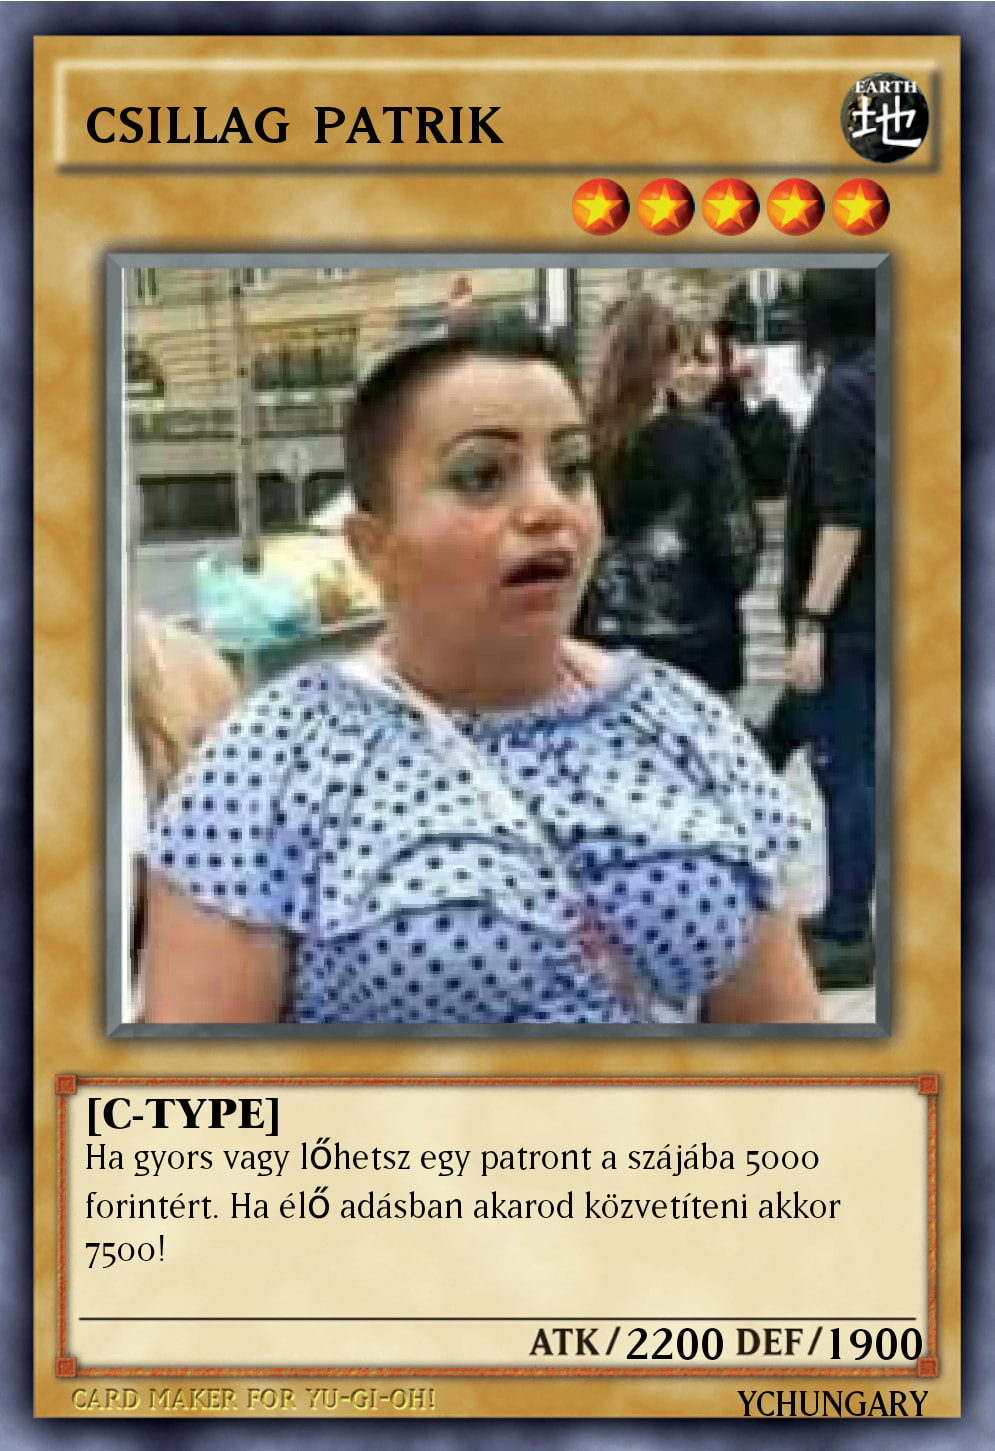 CSILLAG PATRIK
EARTH
地
[C-TYPE]
Ha gyors vagy lőhetsz egy patront a szájába 5000
forintért. Ha élő adásban akarod közvetíteni akkor
7500!
ATK/2200 DEF/1900
CARD MAKER FOR YU-GI-OH!
YCHUNGARY